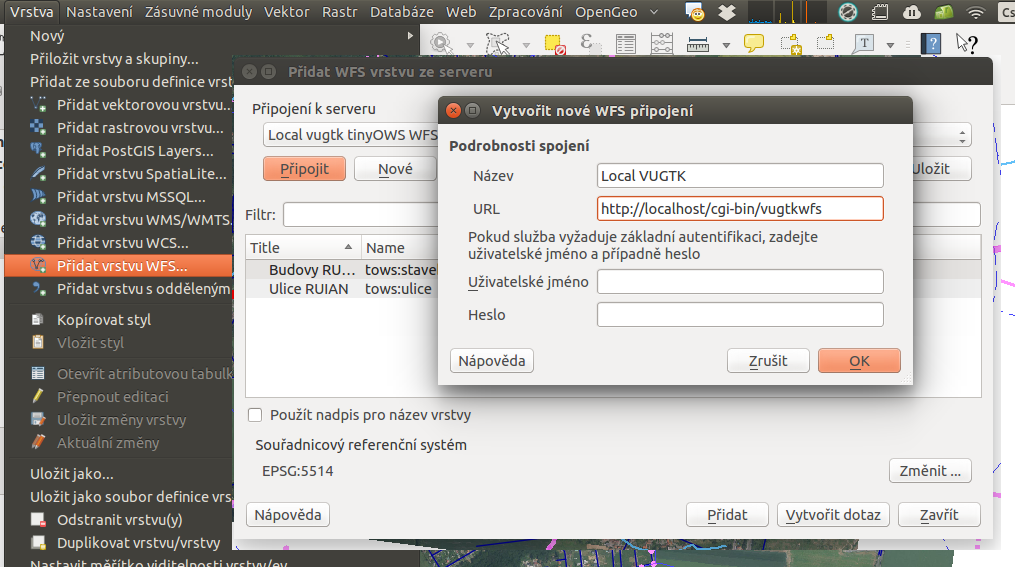 Vrstva Nastavení Zásuvné moduly Vektor Rastr Databáze Web Zpracování OpenGeo Cs
Nový
Přiložit vrstvy a skupiny...
Přidat ze souboru definice vrst
Přidat vektorovou vrstvu...
Přidat rastrovou vrstvu...
Přidat PostGIS Layers...
Přidat vrstvu SpatiaLite...
Přidat vrstvu MSSQL...
Přidat vrstvu WMS/WMTS
Přidat vrstvu WCS...
Přidat vrstvu WFS...
Přidat vrstvu s odděleným
Kopírovat styl
Vložit styl
Otevřít atributovou tabulk
Přepnout editaci
Uložit změny vrstvy
Aktuální změny
Uložit jako...
Uložit jako soubor definice vrs
Odstranit vrstvu(y)
Duplikovat vrstvu/vrstvy
Nastavit měřítko viditelnosti vrstvy/ev
Přidat WFS vrstvu ze serveru
Připojení k serveru
Local vugtk tinyOWS WFS
Připojit
Nové
Uložit
Filtr:
Title
Name
Budovy RU...
tows:stave
Ulice RUIAN
tows:ulice
Použít nadpis pro název vrstvy
Souřadnicový referenční systém
EPSG:5514
Změnit ...
Nápověda
Přidat
Vytvořit dotaz
Zavřít
Vytvořit nové WFS připojení
Podrobnosti spojení
Název
Local VUGTK
URL
http://localhost/cgi-bin/vugtkwfs
Pokud služba vyžaduje základní autentifikaci, zadejte
uživatelské jméno a případně heslo
Uživatelské jméno
Heslo
Nápověda
Zrušit
OK